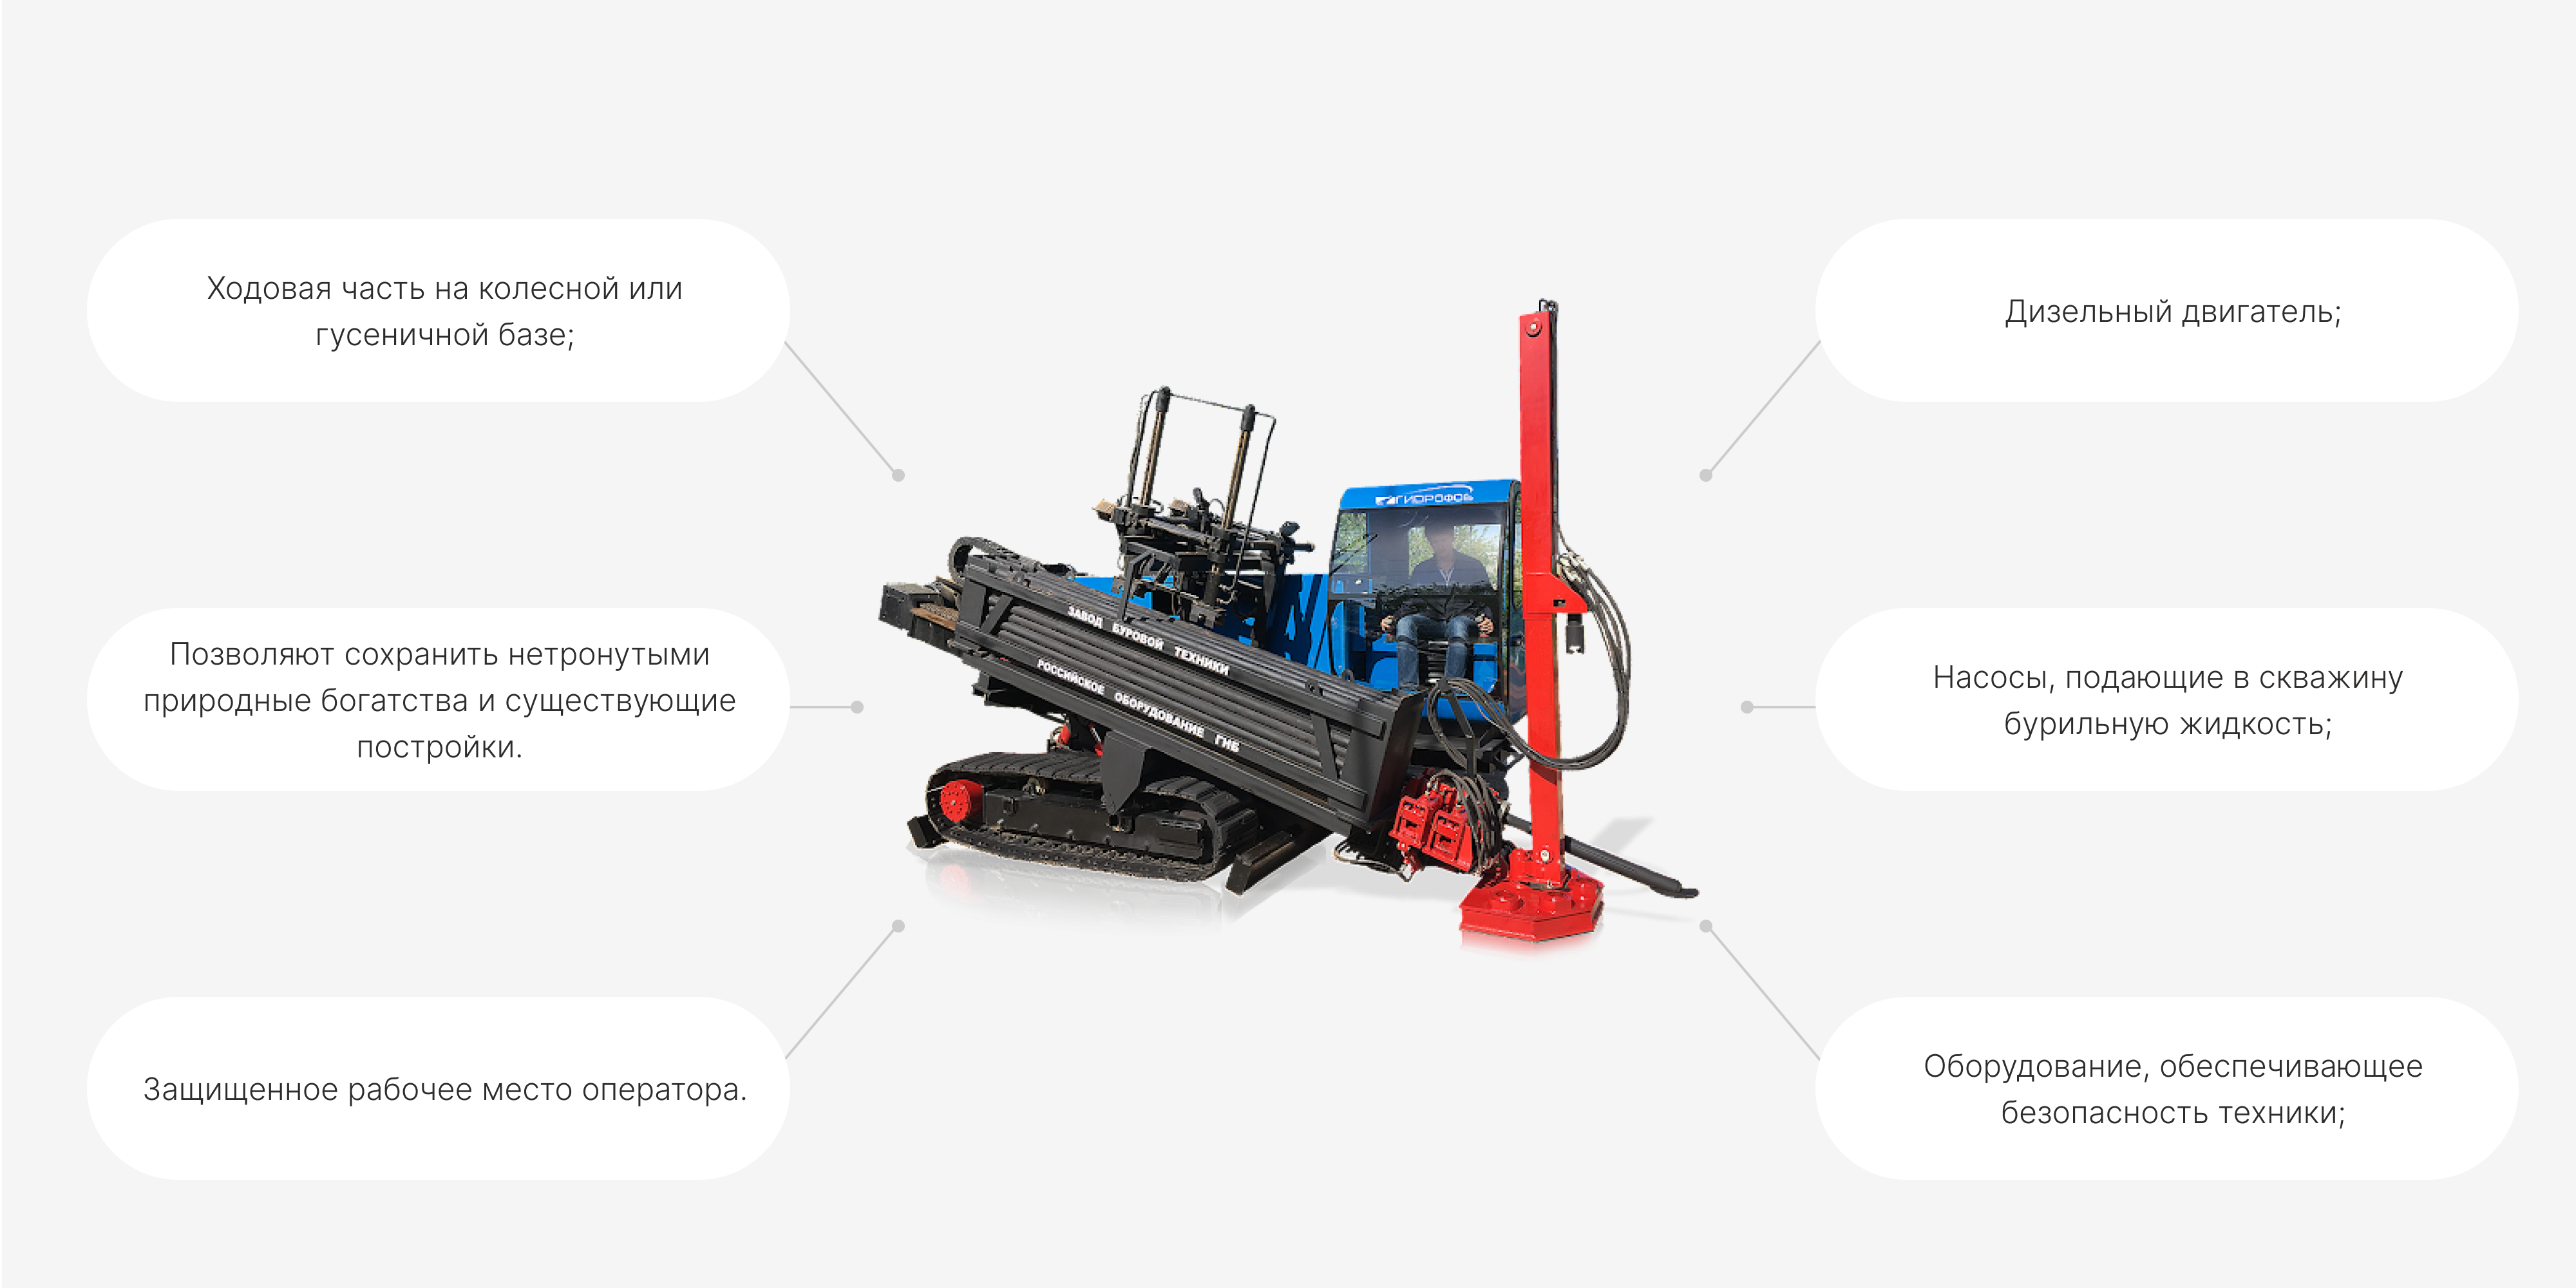 Ходовая часть на колесной или
гусеничной базе;
Позволяют сохранить нетронутыми
природные богатства и существующие
постройки.
Защищенное рабочее место оператора.
ГИДРОФОБ
ЗАВОД БУРОВОЙ ТЕХНИКИ
РОССИЙСКОЕ ОБОРУДОВАНИЕ ГНБ
Дизельный двигатель;
Насосы, подающие в скважину
бурильную жидкость;
Оборудование, обеспечивающее
безопасность техники;